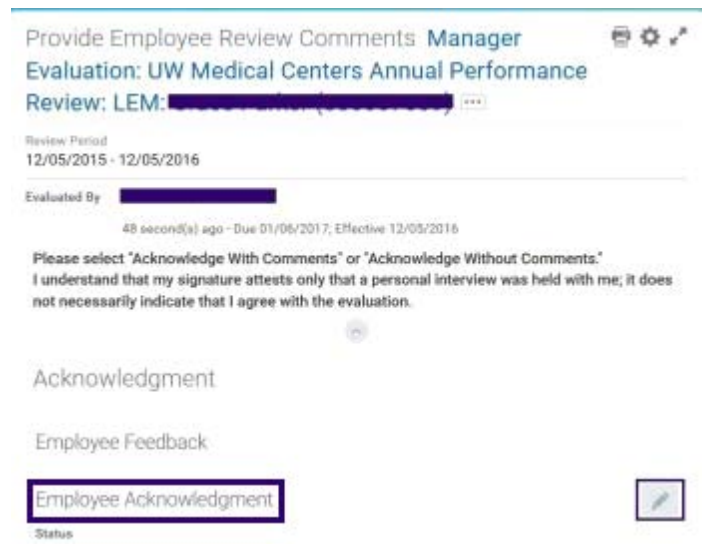 Provide Employee Review Comments Manager
Evaluation: UW Medical Centers Annual Performance
Review: LEM:
Review Period
12/05/2015 - 12/05/2016
Evaluated By
48 second(s) ago - Due 01/06/2017, Effective 12/05/2016
Please select "Acknowledge With Comments" or "Acknowledge Without Comments."
I understand that my signature attests only that a personal interview was held with me; it does
not necessarily indicate that I agree with the evaluation.
Acknowledgment
Employee Feedback
Employee Acknowledgment
Status